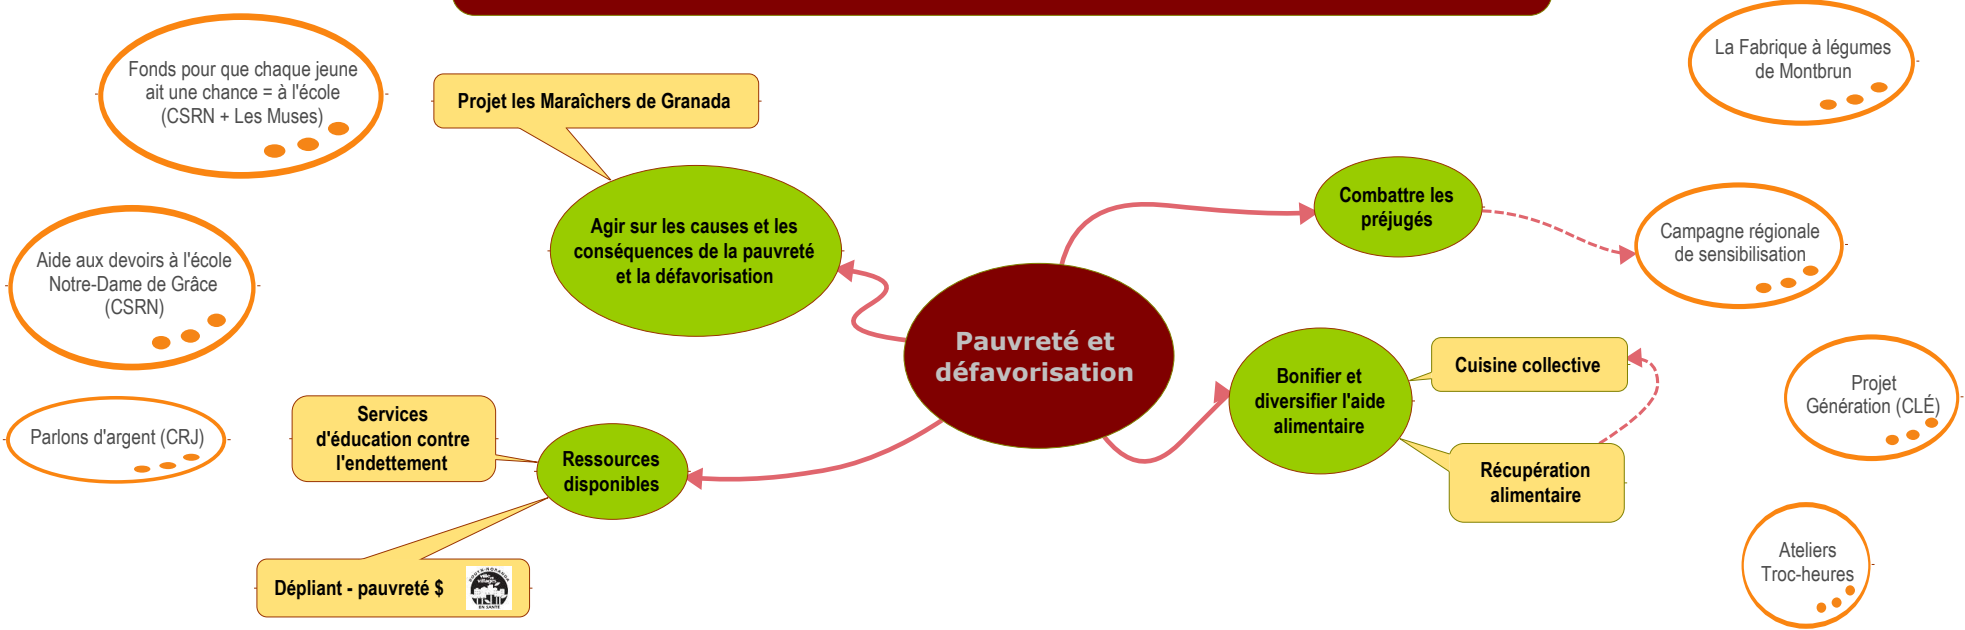 Fonds pour que chaque jeune
ait une chance = à l'école
(CSRN + Les Muses)
Projet les Maraîchers de Granada
La Fabrique à légumes
de Montbrun
Agir sur les causes et les
conséquences de la pauvreté
et la défavorisation
Combattre les
préjugés
Campagne régionale
de sensibilisation
Aide aux devoirs à l'école
Notre-Dame de Grâce
(CSRN)
Pauvreté et
défavorisation
Bonifier et
diversifier l'aide
alimentaire
Cuisine collective
Récupération
alimentaire
Projet
Génération (CLÉ)
Parlons d'argent (CRJ)
Services
d'éducation contre
l'endettement
Ressources
disponibles
Dépliant - pauvreté $
EN SANTÉ
Ateliers
Troc-heures